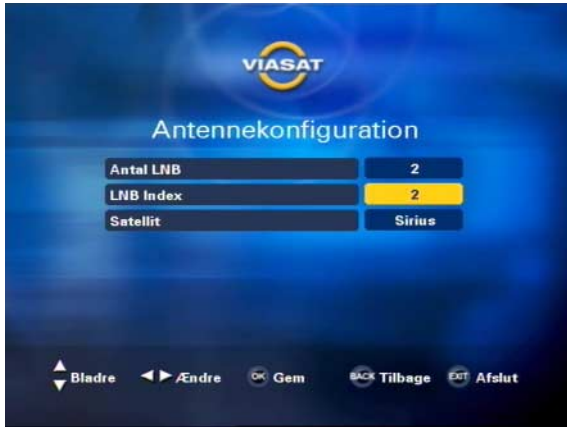 VIASAT
Antennekonfiguration
Antal LNB 2
LNB Index 2
Satellit Sirius
Bladre Ændre OK Gem BACK Tilbage EXIT Afslut